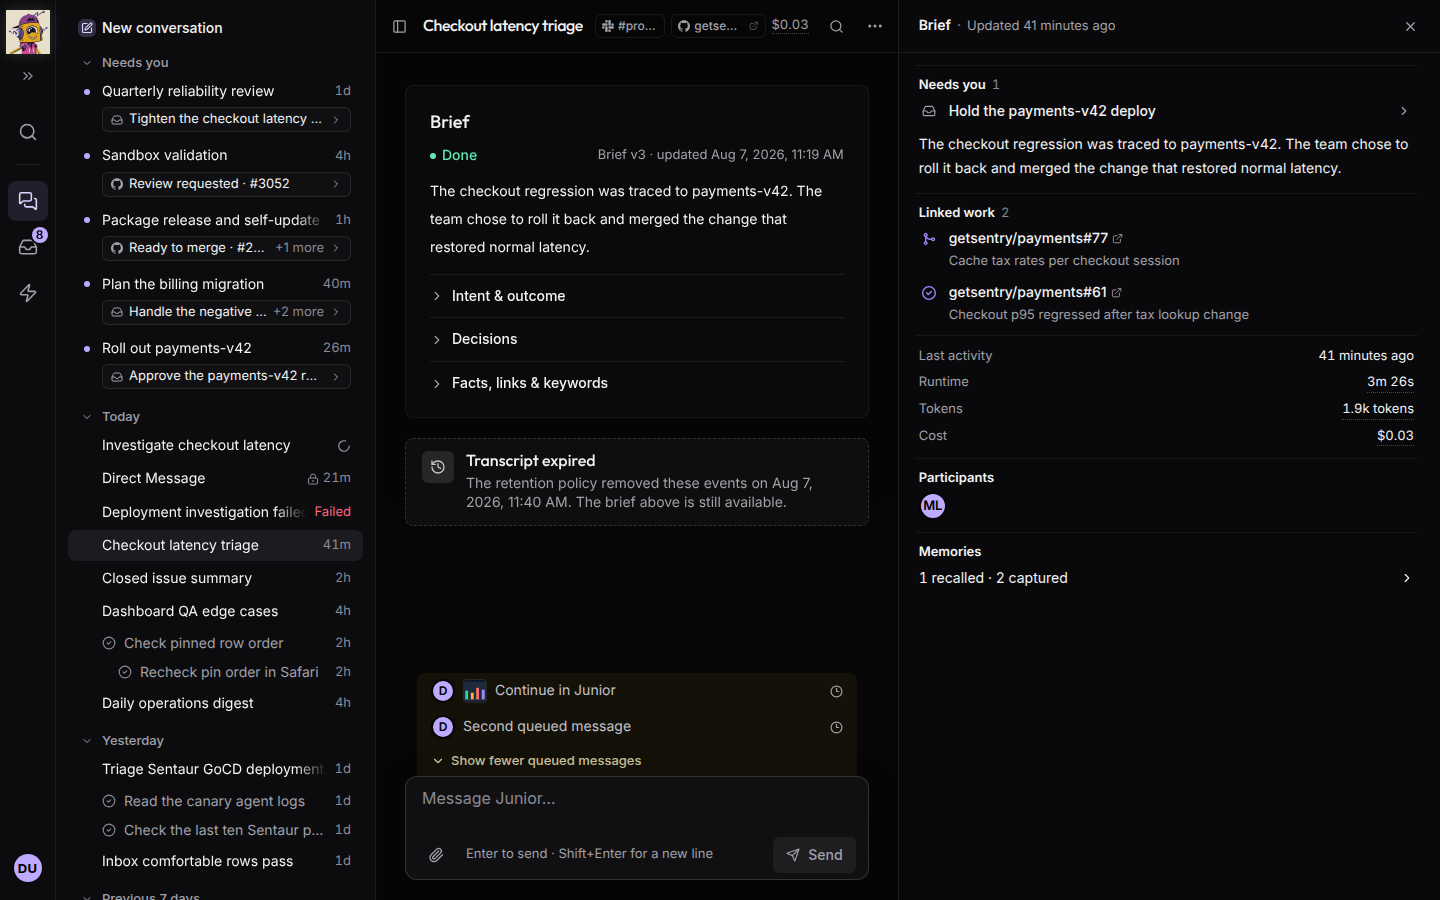 New conversation
Needs you
Quarterly reliability review 1d
Tighten the checkout latency ...
Sandbox validation 4h
Review requested · #3052
Package release and self-update 1h
Ready to merge · #2... +1 more
8
Plan the billing migration 40m
Handle the negative ... +2 more
Roll out payments-v42 26m
Approve the payments-v42 r...
Today
Investigate checkout latency
Direct Message 21m
Deployment investigation failed Failed
Checkout latency triage 41m
Closed issue summary 2h
Dashboard QA edge cases 4h
Check pinned row order 2h
Recheck pin order in Safari 2h
Daily operations digest 4h
Yesterday
Triage Sentaur GoCD deployment 1d
Read the canary agent logs 1d
Check the last ten Sentaur p... 1d
Inbox comfortable rows pass 1d
Previous 7 days
DU
Checkout latency triage #pro... getse... $0.03
Brief
Done Brief v3 · updated Aug 7, 2026, 11:19 AM
The checkout regression was traced to payments-v42. The
team chose to roll it back and merged the change that
restored normal latency.
Intent & outcome
Decisions
Facts, links & keywords
Transcript expired
The retention policy removed these events on Aug 7,
2026, 11:40 AM. The brief above is still available.
D Continue in Junior
D Second queued message
Show fewer queued messages
Message Junior...
Enter to send · Shift+Enter for a new line Send
Brief · Updated 41 minutes ago
Needs you 1
Hold the payments-v42 deploy
The checkout regression was traced to payments-v42. The team chose to
roll it back and merged the change that restored normal latency.
Linked work 2
getsentry/payments#77
Cache tax rates per checkout session
getsentry/payments#61
Checkout p95 regressed after tax lookup change
Last activity 41 minutes ago
Runtime 3m 26s
Tokens 1.9k tokens
Cost $0.03
Participants
ML
Memories
1 recalled · 2 captured